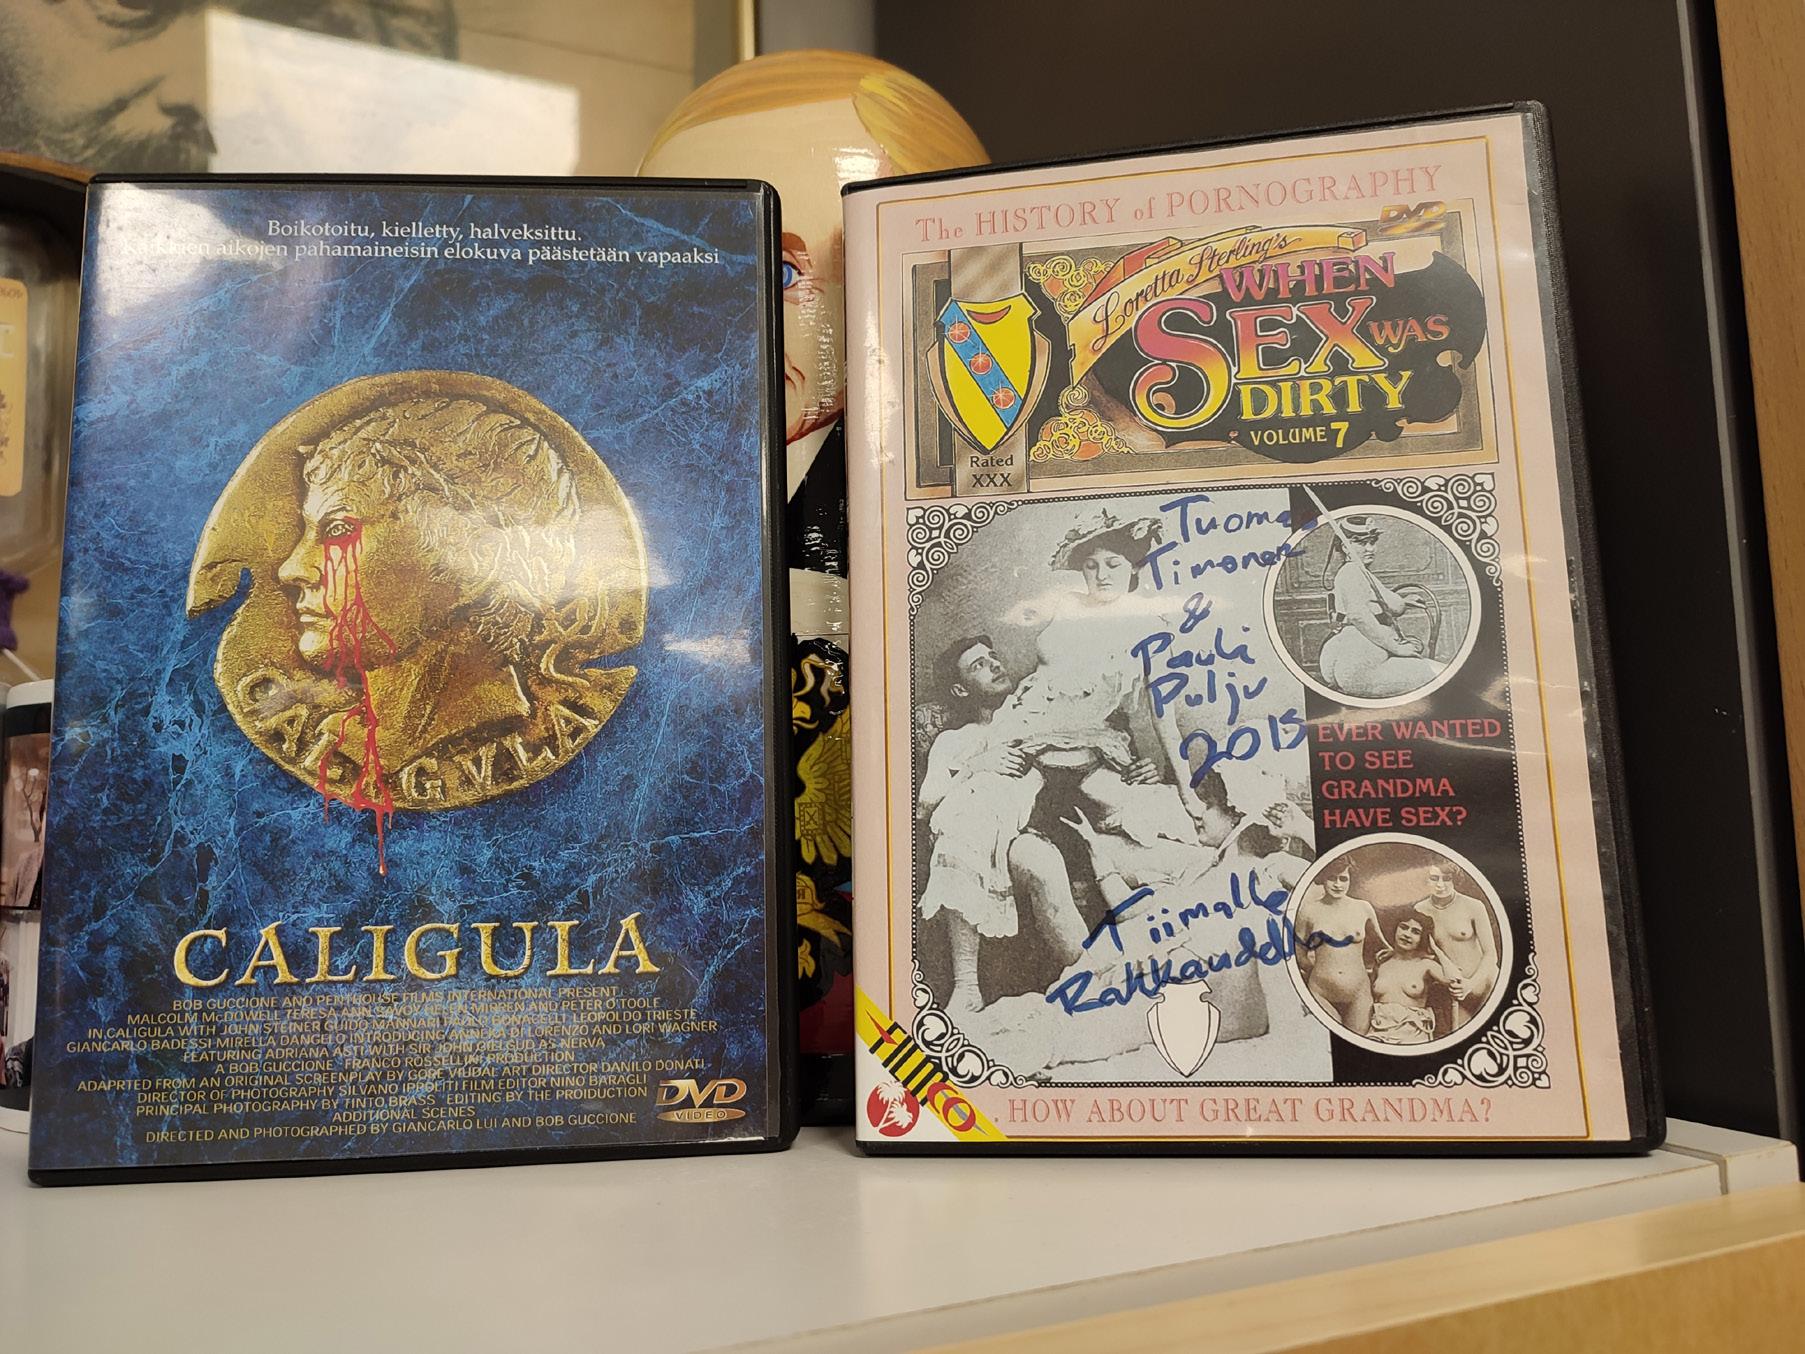 Boikotoitu, kielletty, halveksittu.
Kaikkien aikojen pahamaineisin elokuva päästetään vapaaksi
CALIGVLA
CALIGULA
BOB GUCCIONE AND PENTHOUSE FILMS INTERNATIONAL PRESENT
MALCOLM McDOWELL TERESA ANN SAVOY HELEN MIRREN AND PETER O'TOOLE
IN CALIGULA WITH JOHN STEINER GUIDO MANNARI PAOLO BONACELLI LEOPOLDO TRIESTE
GIANCARLO BADESSI MIRELLA DANGELO INTRODUCING ANNEKA DI LORENZO AND LORI WAGNER
FEATURING ADRIANA ASTI WITH SIR JOHN GIELGUD AS NERVA
A BOB GUCCIONE FRANCO ROSSELLINI PRODUCTION
ADAPRTED FROM AN ORIGINAL SCREENPLAY BY GORE VIUDAL ART DIRECTOR DANILO DONATI
DIRECTOR OF PHOTOGRAPHY SILVANO IPPOLITI FILM EDITOR NINO BARAGLI
PRINCIPAL PHOTOGRAPHY BY TINTO BRASS EDITING BY THE PROIDUCTION
ADDITIONAL SCENES
DIRECTED AND PHOTOGRAPHED BY GIANCARLO LUI AND BOB GUCCIONE
DVD
VIDEO
The HISTORY of PORNOGRAPHY
DVD
Loretta Sterling's
WHEN
SEX WAS
DIRTY
VOLUME 7
Rated
XXX
Tuomas
Timonen
&
Pauli
Pulju
2015
EVER WANTED
TO SEE
GRANDMA
HAVE SEX?
Tiimalle
Rakkaudella
FILMCO
HOW ABOUT GREAT GRANDMA?